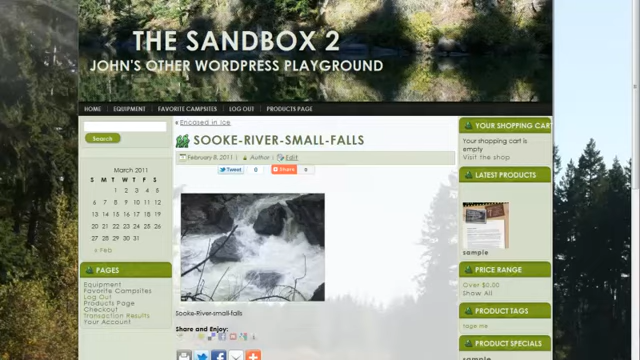 THE SANDBOX 2
JOHN'S OTHER WORDPRESS PLAYGROUND
HOME EQUIPMENT FAVORITE CAMPSITES LOG OUT PRODUCTS PAGE
Search
March 2011
S M T W T F S
1 2 3 4 5
6 7 8 9 10 11 12
13 14 15 16 17 18 19
20 21 22 23 24 25 26
27 28 29 30 31
« Feb
PAGES
Equipment
Favorite Campsites
Log Out
Products Page
Checkout
Transaction Results
Your Account
« Encased in Ice
SOOKE-RIVER-SMALL-FALLS
February 8, 2011 | Author | Edit
Tweet 0 Share 0
Sooke-River-small-falls
Share and Enjoy:
YOUR SHOPPING CART
Your shopping cart is
empty
Visit the shop
LATEST PRODUCTS
sample
PRICE RANGE
Over $0.00
Show All
PRODUCT TAGS
tag me
PRODUCT SPECIALS
sample